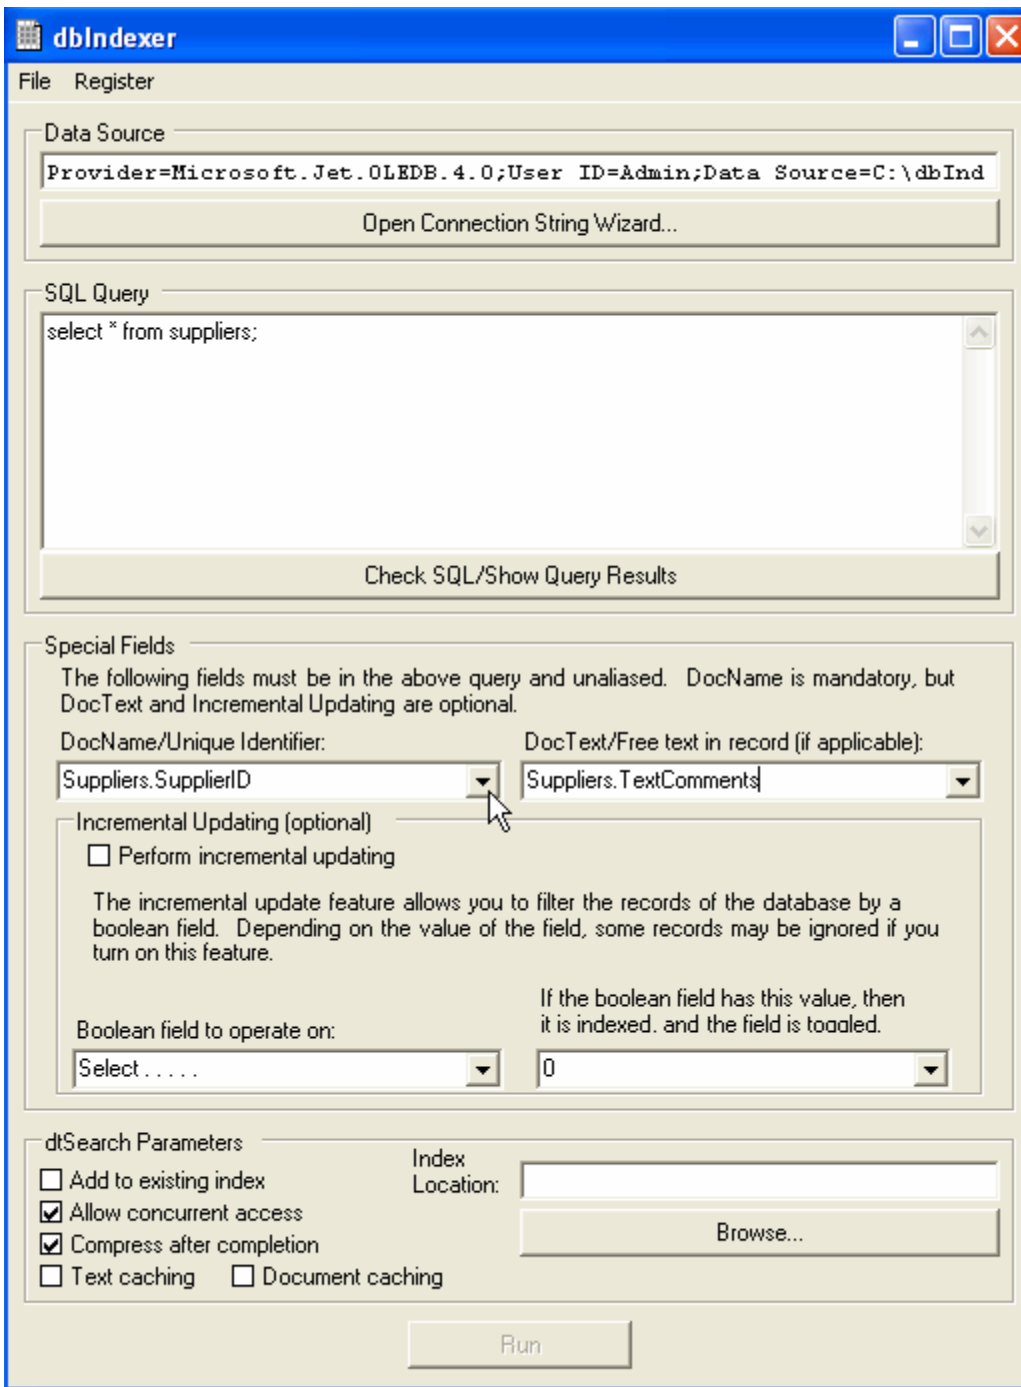 dbIndexer
File Register
Data Source
Provider=Microsoft.Jet.OLEDB.4.0;User ID=Admin;Data Source=C:\dbInd
Open Connection String Wizard...
SQL Query
select * from suppliers;
Check SQL/Show Query Results
Special Fields
The following fields must be in the above query and unaliased. DocName is mandatory, but
DocText and Incremental Updating are optional.
DocName/Unique Identifier:
Suppliers.SupplierID
DocText/Free text in record (if applicable):
Suppliers.TextComments
Incremental Updating (optional)
Perform incremental updating
The incremental update feature allows you to filter the records of the database by a
boolean field. Depending on the value of the field, some records may be ignored if you
turn on this feature.
Boolean field to operate on:
Select . . . . .
If the boolean field has this value, then
it is indexed, and the field is toggled.
0
dtSearch Parameters
Add to existing index
Allow concurrent access
Compress after completion
Text caching Document caching
Index
Location:
Browse...
Run